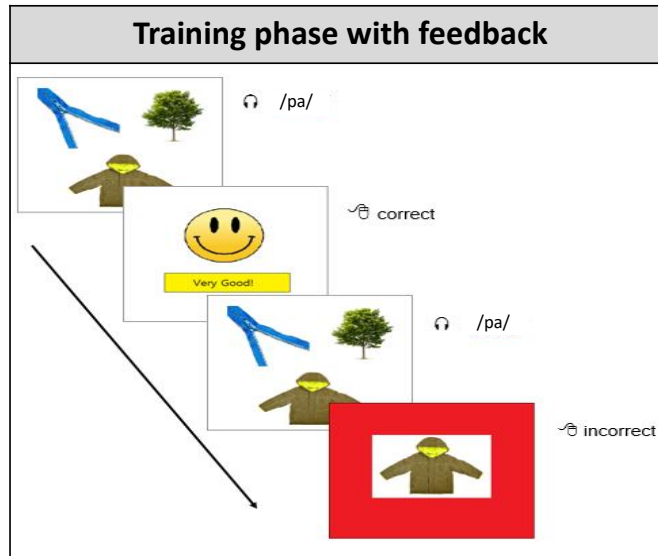 Training phase with feedback
/pa/
correct
Very Good!
/pa/
incorrect